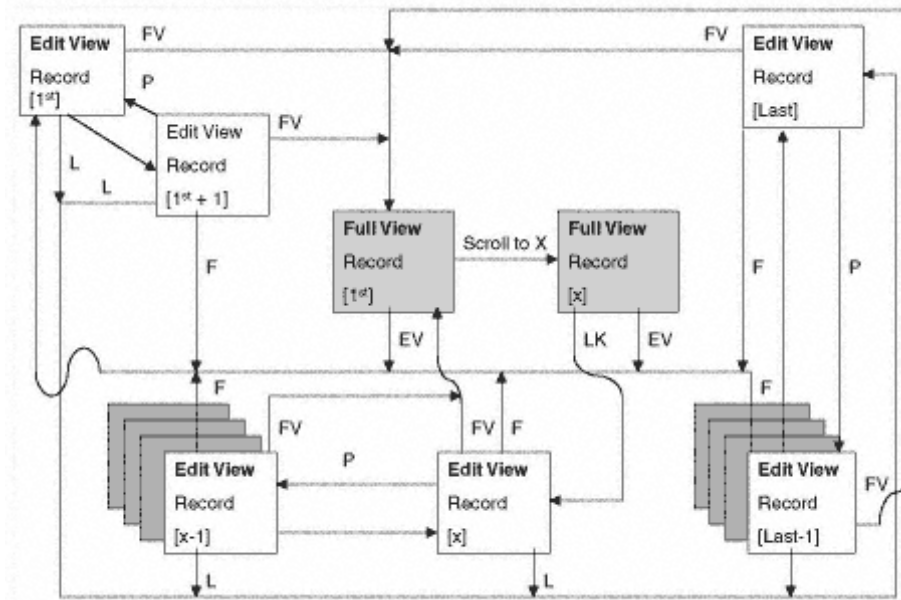 Edit View
Record
[1st]
FV
P
Edit View
Record
[1st + 1]
FV
L
L
F
FV
Edit View
Record
[Last]
Full View
Record
[1st]
Scroll to X
Full View
Record
[x]
F
P
EV
LK
EV
F
FV
FV
F
F
P
Edit View
Record
[x-1]
Edit View
Record
[x]
Edit View
Record
[Last-1]
FV
L
L